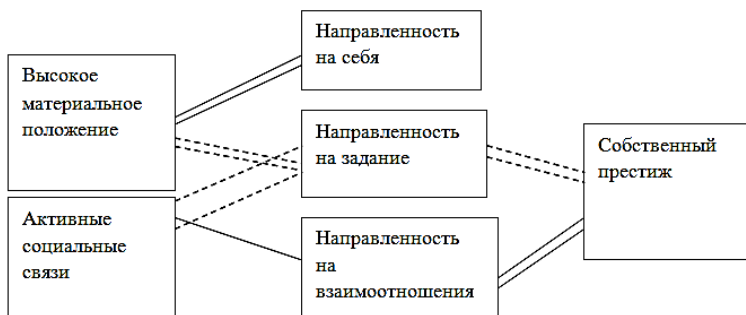 Высокое
материальное
положение
Активные
социальные
связи
Направленность
на себя
Направленность
на задание
Направленность
на
взаимоотношения
Собственный
престиж